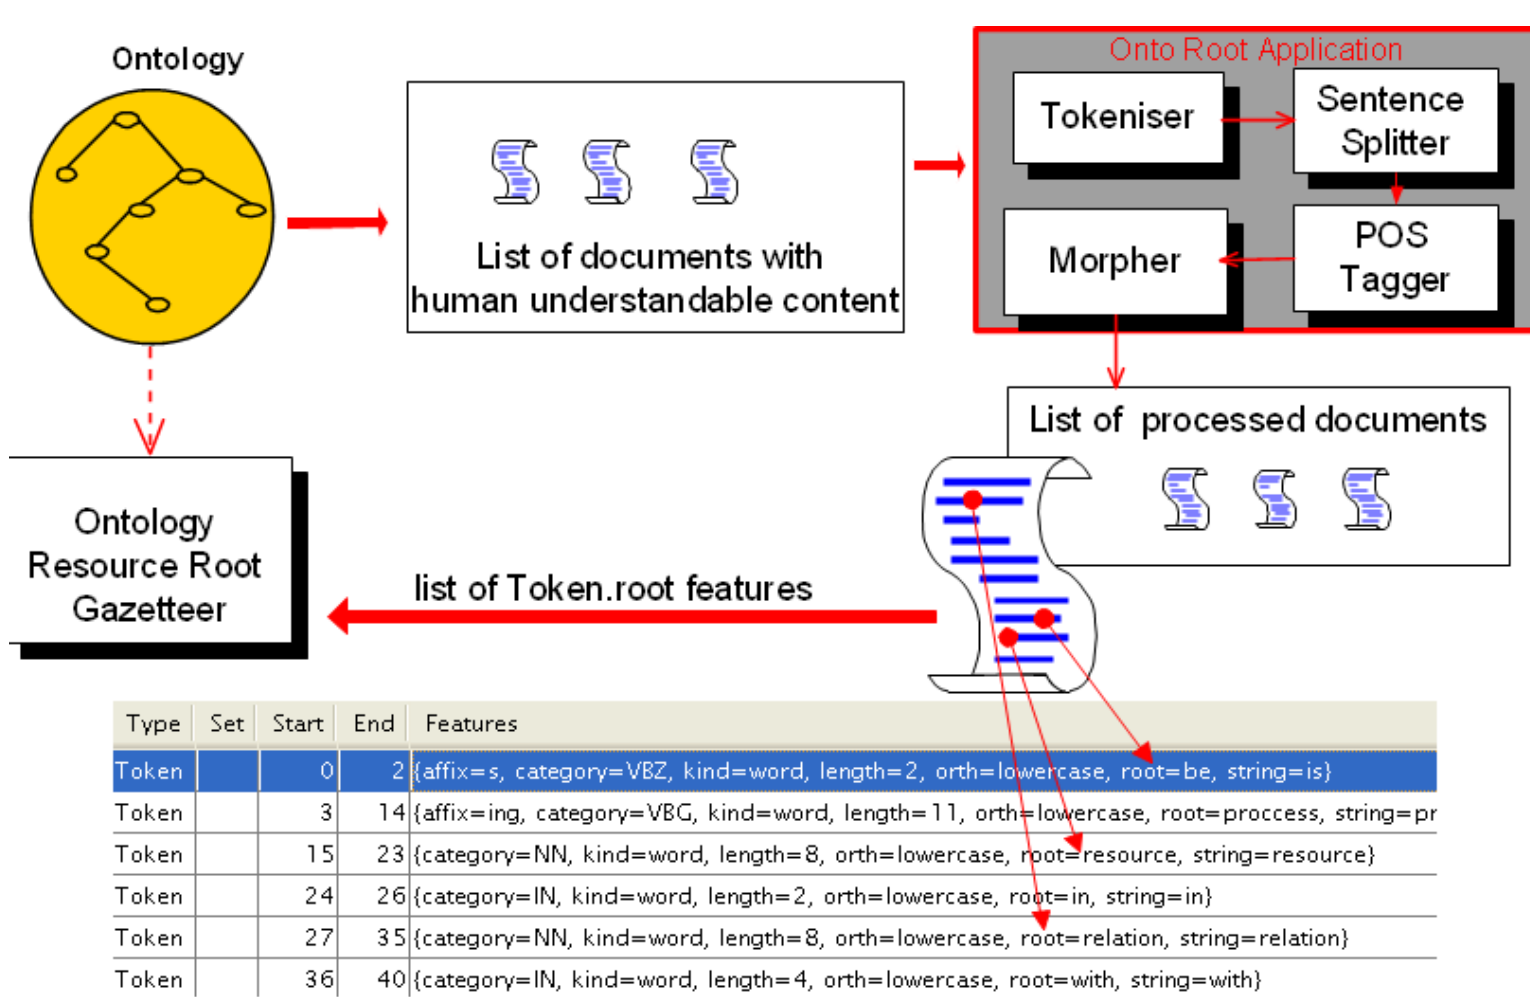 Ontology
List of documents with
human understandable content
Onto Root Application
Tokeniser
Sentence
Splitter
POS
Tagger
Morpher
List of processed documents
Ontology
Resource Root
Gazetteer
list of Token.root features
Type Set Start End Features
Token 0 2 {affix=s, category=VBZ, kind=word, length=2, orth=lowercase, root=be, string=is}
Token 3 14 {affix=ing, category=VBG, kind=word, length=11, orth=lowercase, root=proccess, string=pr
Token 15 23 {category=NN, kind=word, length=8, orth=lowercase, root=resource, string=resource}
Token 24 26 {category=IN, kind=word, length=2, orth=lowercase, root=in, string=in}
Token 27 35 {category=NN, kind=word, length=8, orth=lowercase, root=relation, string=relation}
Token 36 40 {category=IN, kind=word, length=4, orth=lowercase, root=with, string=with}